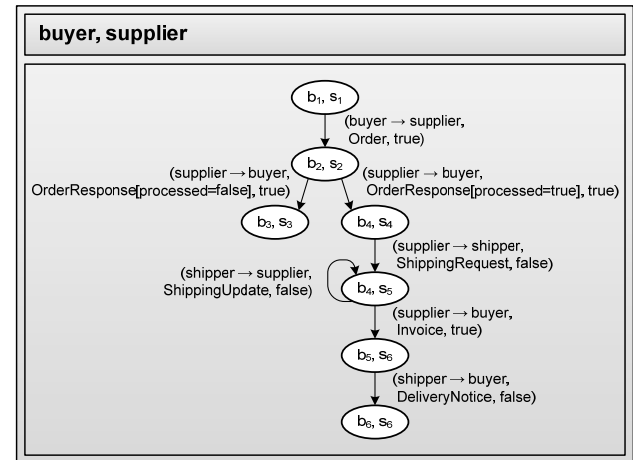 buyer, supplier
b1, s1
(buyer → supplier,
Order, true)
b2, s2
(supplier → buyer,
OrderResponse[processed=false], true)
(supplier → buyer,
OrderResponse[processed=true], true)
b3, s3
b4, s4
(supplier → shipper,
ShippingRequest, false)
(shipper → supplier,
ShippingUpdate, false)
b4, s5
(supplier → buyer,
Invoice, true)
b5, s6
(shipper → buyer,
DeliveryNotice, false)
b6, s6